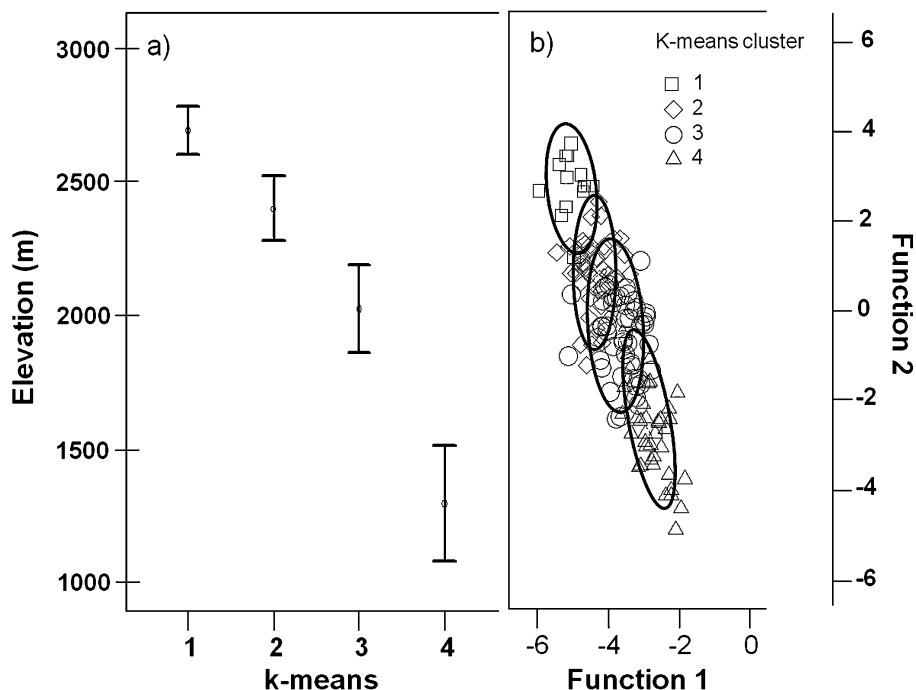 a)
3000
2500
2000
1500
1000
Elevation (m)
1 2 3 4
k-means
b)
K-means cluster
1
2
3
4
6
4
2
0
-2
-4
-6
Function 2
-6 -4 -2 0
Function 1